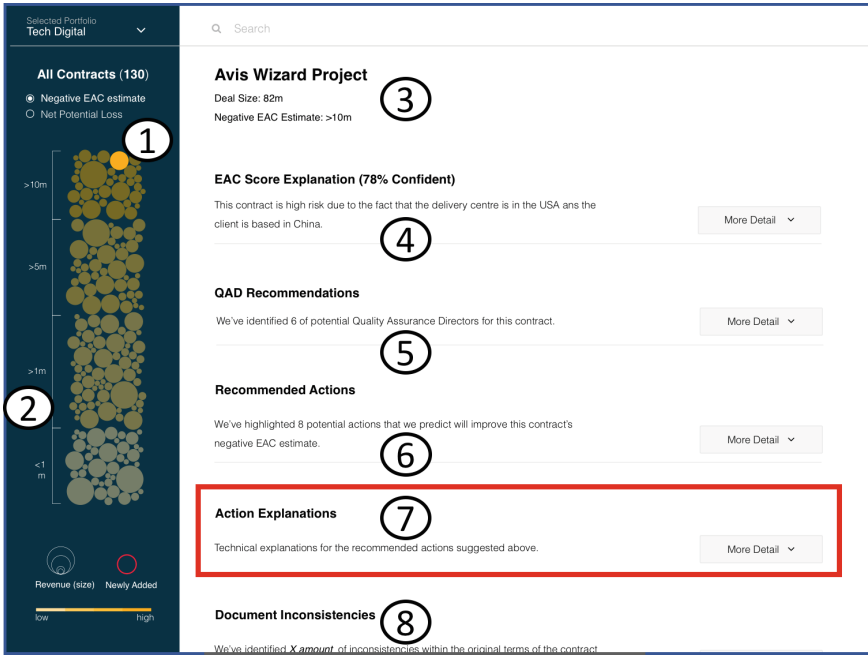 Selected Portfolio
Tech Digital
Search
All Contracts (130)
Negative EAC estimate
Net Potential Loss
1
>10m
>5m
>1m
2
<1
m
Revenue (size)
Newly Added
low
high
Avis Wizard Project
3
Deal Size: 82m
Negative EAC Estimate: >10m
EAC Score Explanation (78% Confident)
This contract is high risk due to the fact that the delivery centre is in the USA ans the
client is based in China.
More Detail
4
QAD Recommendations
We've identified 6 of potential Quality Assurance Directors for this contract.
More Detail
5
Recommended Actions
We've highlighted 8 potential actions that we predict will improve this contract's
negative EAC estimate.
More Detail
6
Action Explanations
7
Technical explanations for the recommended actions suggested above.
More Detail
Document Inconsistencies
8
We've identified X amount of inconsistencies within the original terms of the contract